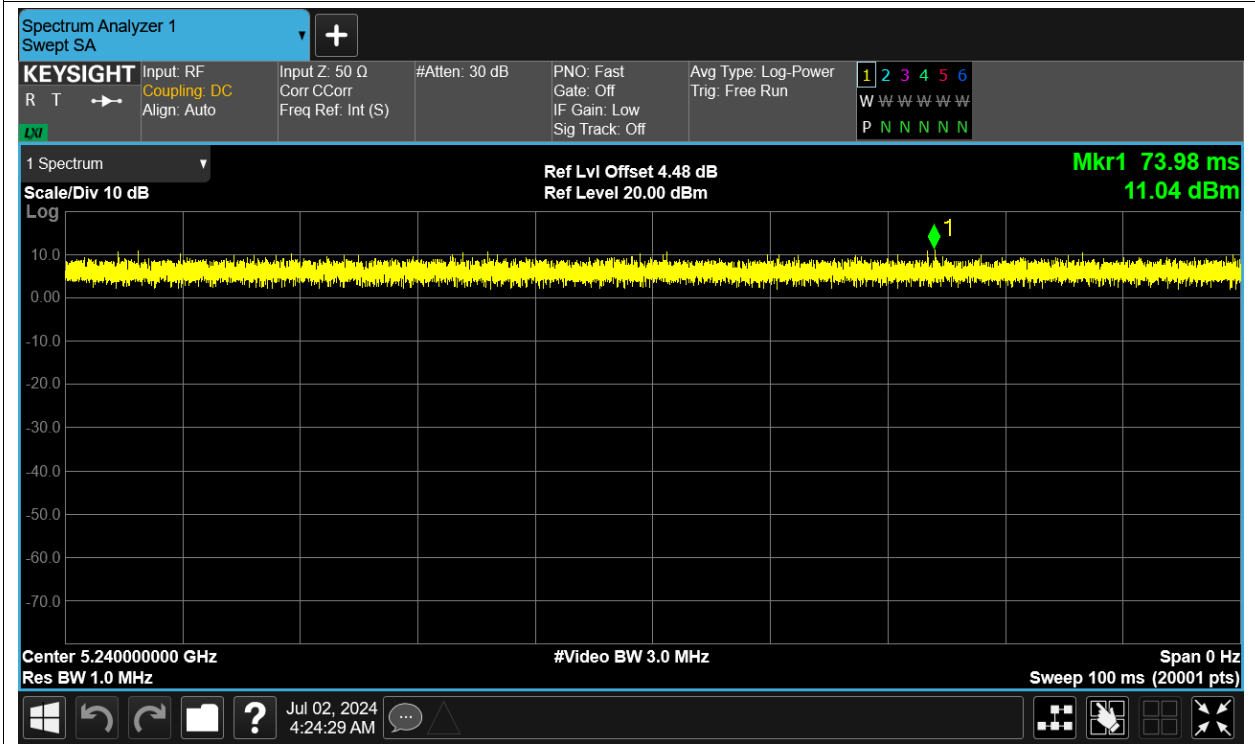 Spectrum Analyzer 1
Swept SA
+
KEYSIGHT
R T
LXI
Input: RF
Coupling: DC
Align: Auto
Input Z: 50 Ω
Corr CCorr
Freq Ref: Int (S)
#Atten: 30 dB
PNO: Fast
Gate: Off
IF Gain: Low
Sig Track: Off
Avg Type: Log-Power
Trig: Free Run
1 2 3 4 5 6
W W W W W W
P N N N N N
1 Spectrum
Scale/Div 10 dB
Log
Ref Lvl Offset 4.48 dB
Ref Level 20.00 dBm
Mkr1 73.98 ms
11.04 dBm
1
10.0
0.00
-10.0
-20.0
-30.0
-40.0
-50.0
-60.0
-70.0
Center 5.240000000 GHz
Res BW 1.0 MHz
#Video BW 3.0 MHz
Span 0 Hz
Sweep 100 ms (20001 pts)
?
Jul 02, 2024
4:24:29 AM